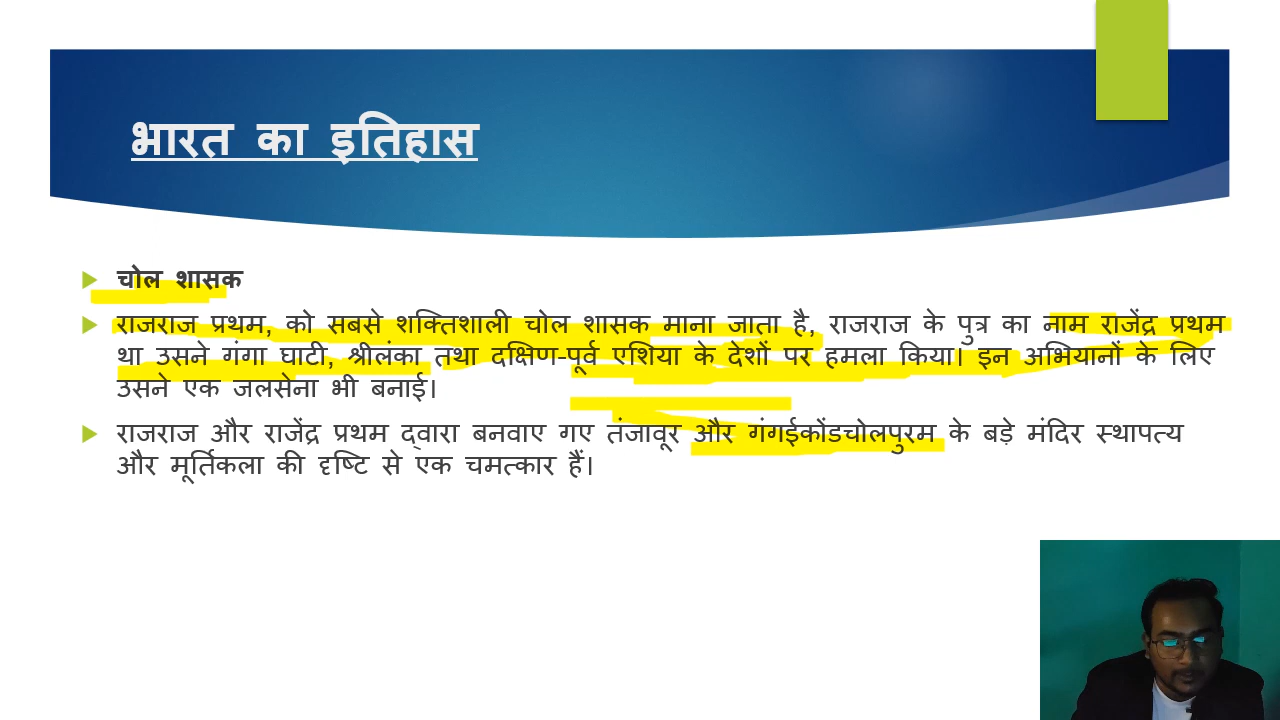 भारत का इतिहास
चोल शासक
राजराज प्रथम, को सबसे शक्तिशाली चोल शासक माना जाता है, राजराज के पुत्र का नाम राजेंद्र प्रथम
था उसने गंगा घाटी, श्रीलंका तथा दक्षिण-पूर्व एशिया के देशों पर हमला किया। इन अभियानों के लिए
उसने एक जलसेना भी बनाई।
राजराज और राजेंद्र प्रथम द्वारा बनवाए गए तंजावूर और गंगईकोंडचोलपुरम के बड़े मंदिर स्थापत्य
और मूर्तिकला की दृष्टि से एक चमत्कार हैं।